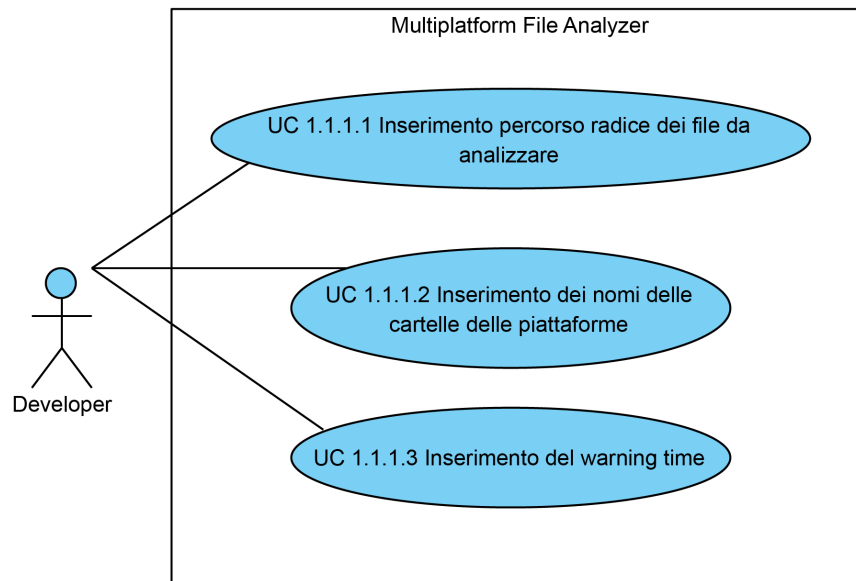 Multiplatform File Analyzer
UC 1.1.1.1 Inserimento percorso radice dei file da
analizzare
UC 1.1.1.2 Inserimento dei nomi delle
cartelle delle piattaforme
Developer
UC 1.1.1.3 Inserimento del warning time